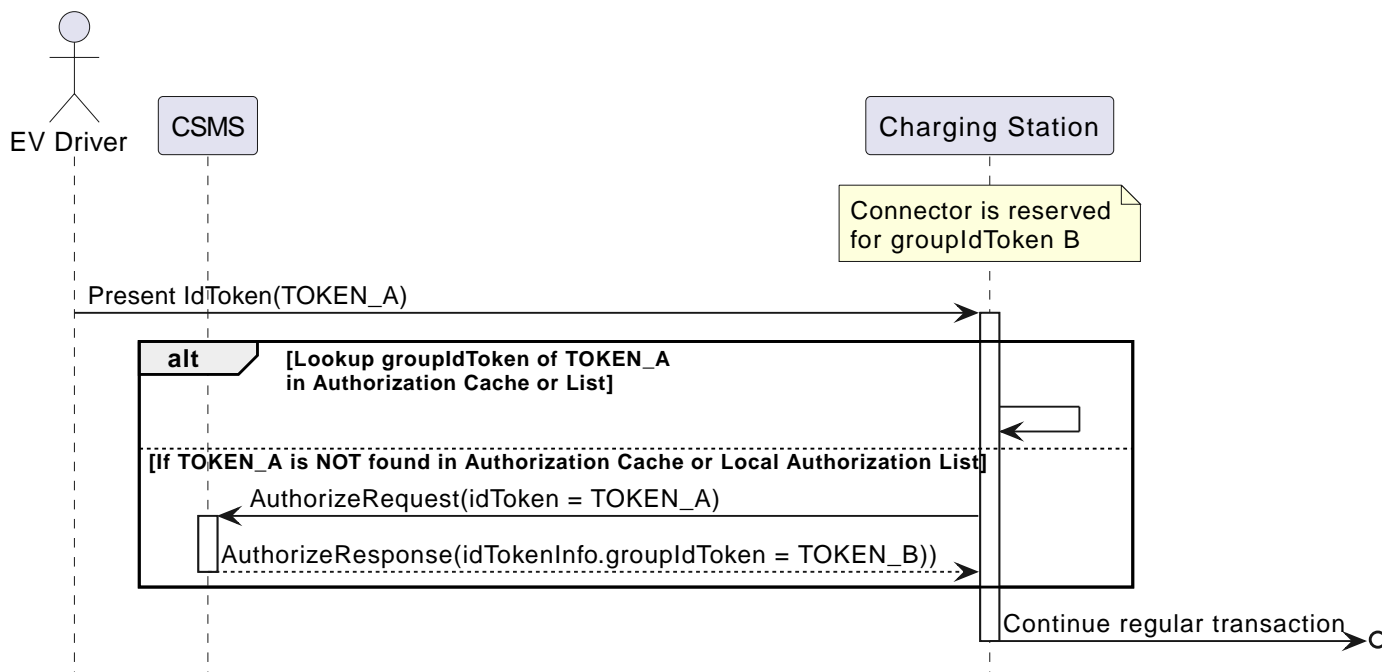 EV Driver
CSMS
Charging Station
Connector is reserved
for groupIdToken B
Present IdToken(TOKEN_A)
alt
[Lookup groupIdToken of TOKEN_A
in Authorization Cache or List]
[If TOKEN_A is NOT found in Authorization Cache or Local Authorization List]
AuthorizeRequest(idToken = TOKEN_A)
AuthorizeResponse(idTokenInfo.groupIdToken = TOKEN_B))
Continue regular transaction